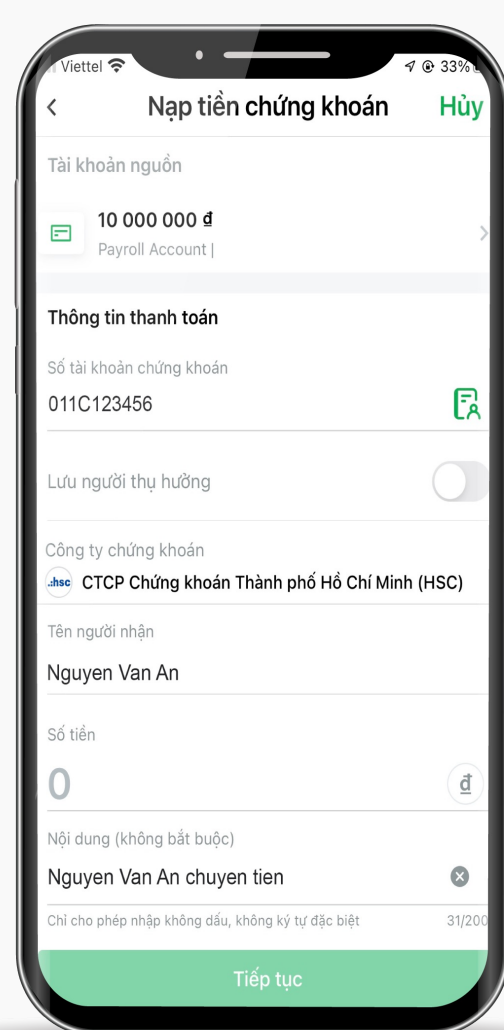 Viettel
33%
Nạp tiền chứng khoán
Hủy
Tài khoản nguồn
10 000 000 đ
Payroll Account |
Thông tin thanh toán
Số tài khoản chứng khoán
011C123456
Lưu người thụ hưởng
Công ty chứng khoán
.:hsc CTCP Chứng khoán Thành phố Hồ Chí Minh (HSC)
Tên người nhận
Nguyen Van An
Số tiền
0
đ
Nội dung (không bắt buộc)
Nguyen Van An chuyen tien
Chỉ cho phép nhập không dấu, không ký tự đặc biệt
31/200
Tiếp tục